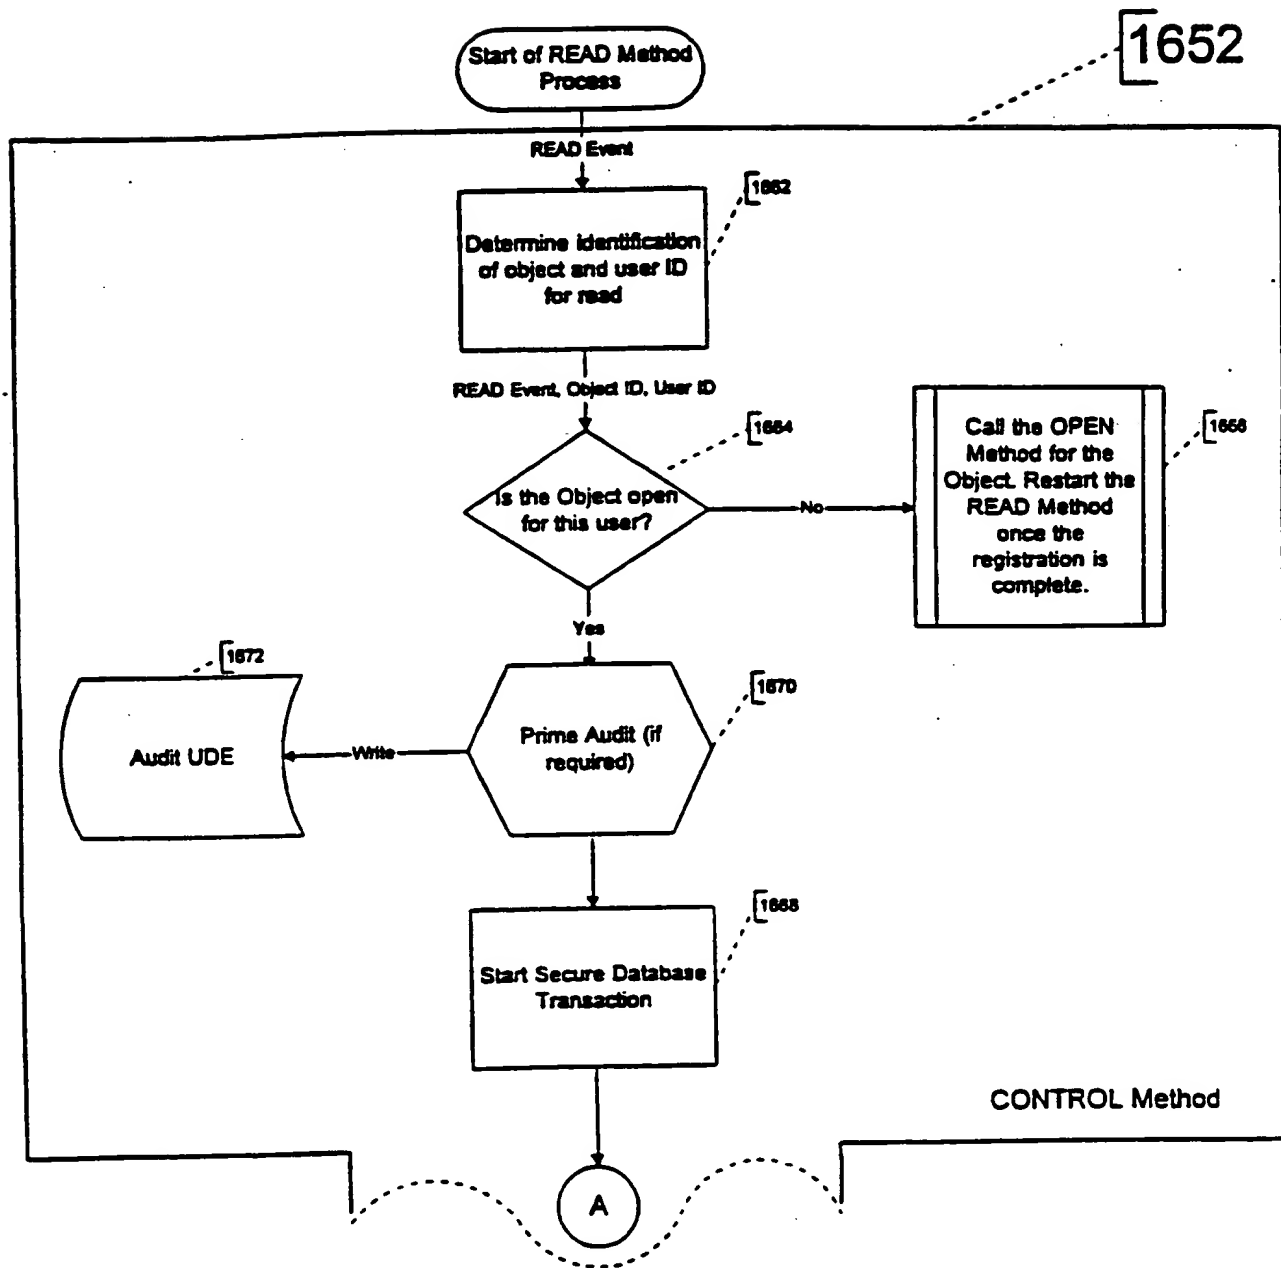 1652
Start of READ Method
Process
READ Event
1662
Determine identification
of object and user ID
for read
READ Event, Object ID, User ID
1664
Is the Object open
for this user?
No
Call the OPEN
Method for the
Object. Restart the
READ Method
once the
registration is
complete.
1666
Yes
1672
Audit UDE
Write
Prime Audit (if
required)
1670
1668
Start Secure Database
Transaction
CONTROL Method
A